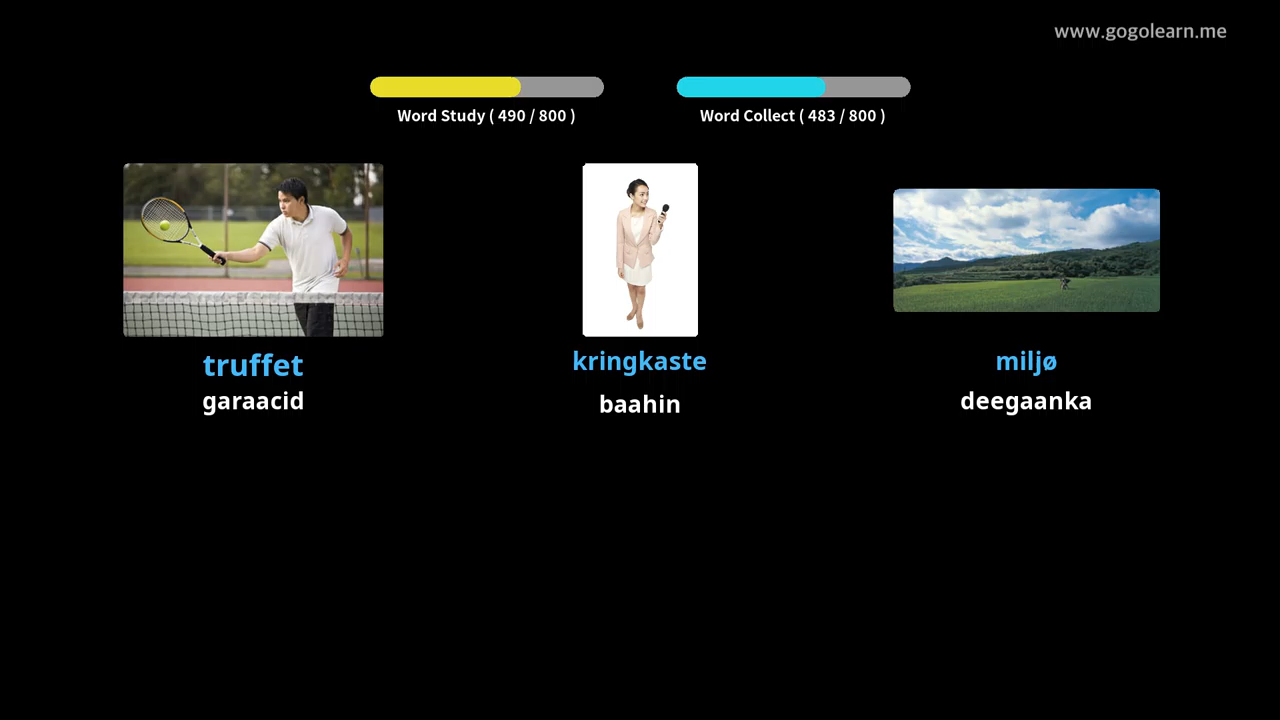 www.gogolearn.me
Word Study ( 490 / 800 )
Word Collect ( 483 / 800 )
truffet
garaacid
kringkaste
baahin
miljø
deegaanka